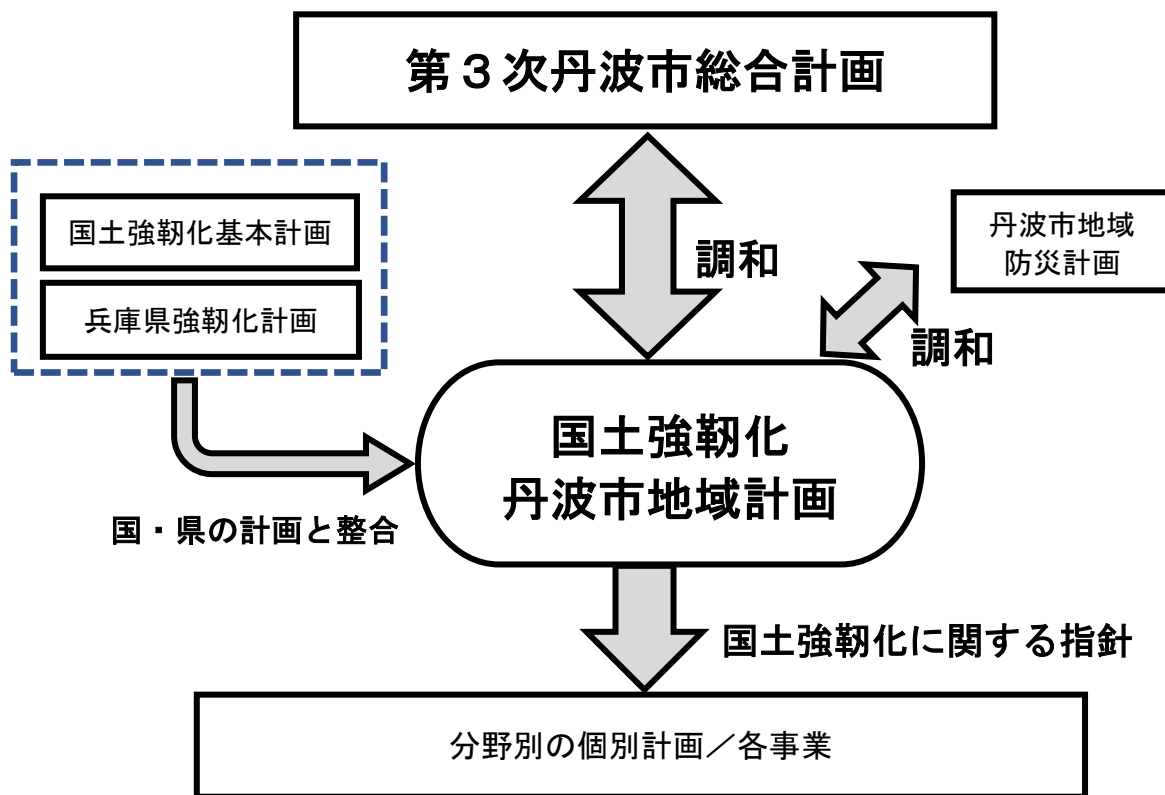 第３次丹波市総合計画
国土強靭化基本計画
兵庫県強靭化計画
調和
丹波市地域
防災計画
調和
国土強靭化
丹波市地域計画
国・県の計画と整合
国土強靭化に関する指針
分野別の個別計画／各事業